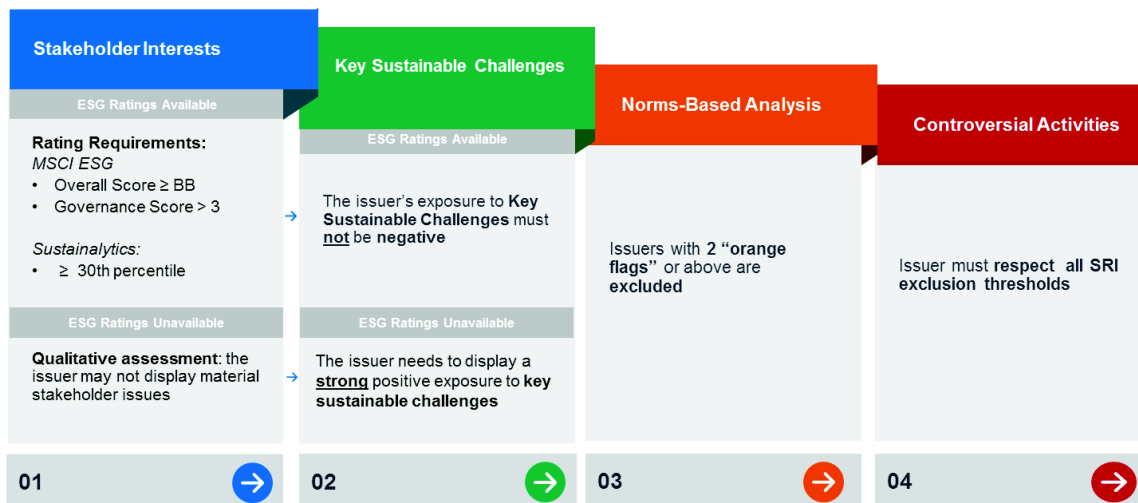 Stakeholder Interests
ESG Ratings Available
Rating Requirements:
MSCI ESG
• Overall Score ≥ BB
• Governance Score > 3
Sustainalytics:
• ≥ 30th percentile
ESG Ratings Unavailable
Qualitative assessment: the
issuer may not display material
stakeholder issues
01
Key Sustainable Challenges
ESG Ratings Available
The issuer's exposure to Key
Sustainable Challenges must
not be negative
ESG Ratings Unavailable
The issuer needs to display a
strong positive exposure to key
sustainable challenges
02
Norms-Based Analysis
Issuers with 2 “orange
flags” or above are
excluded
03
Controversial Activities
Issuer must respect all SRI
exclusion thresholds
04